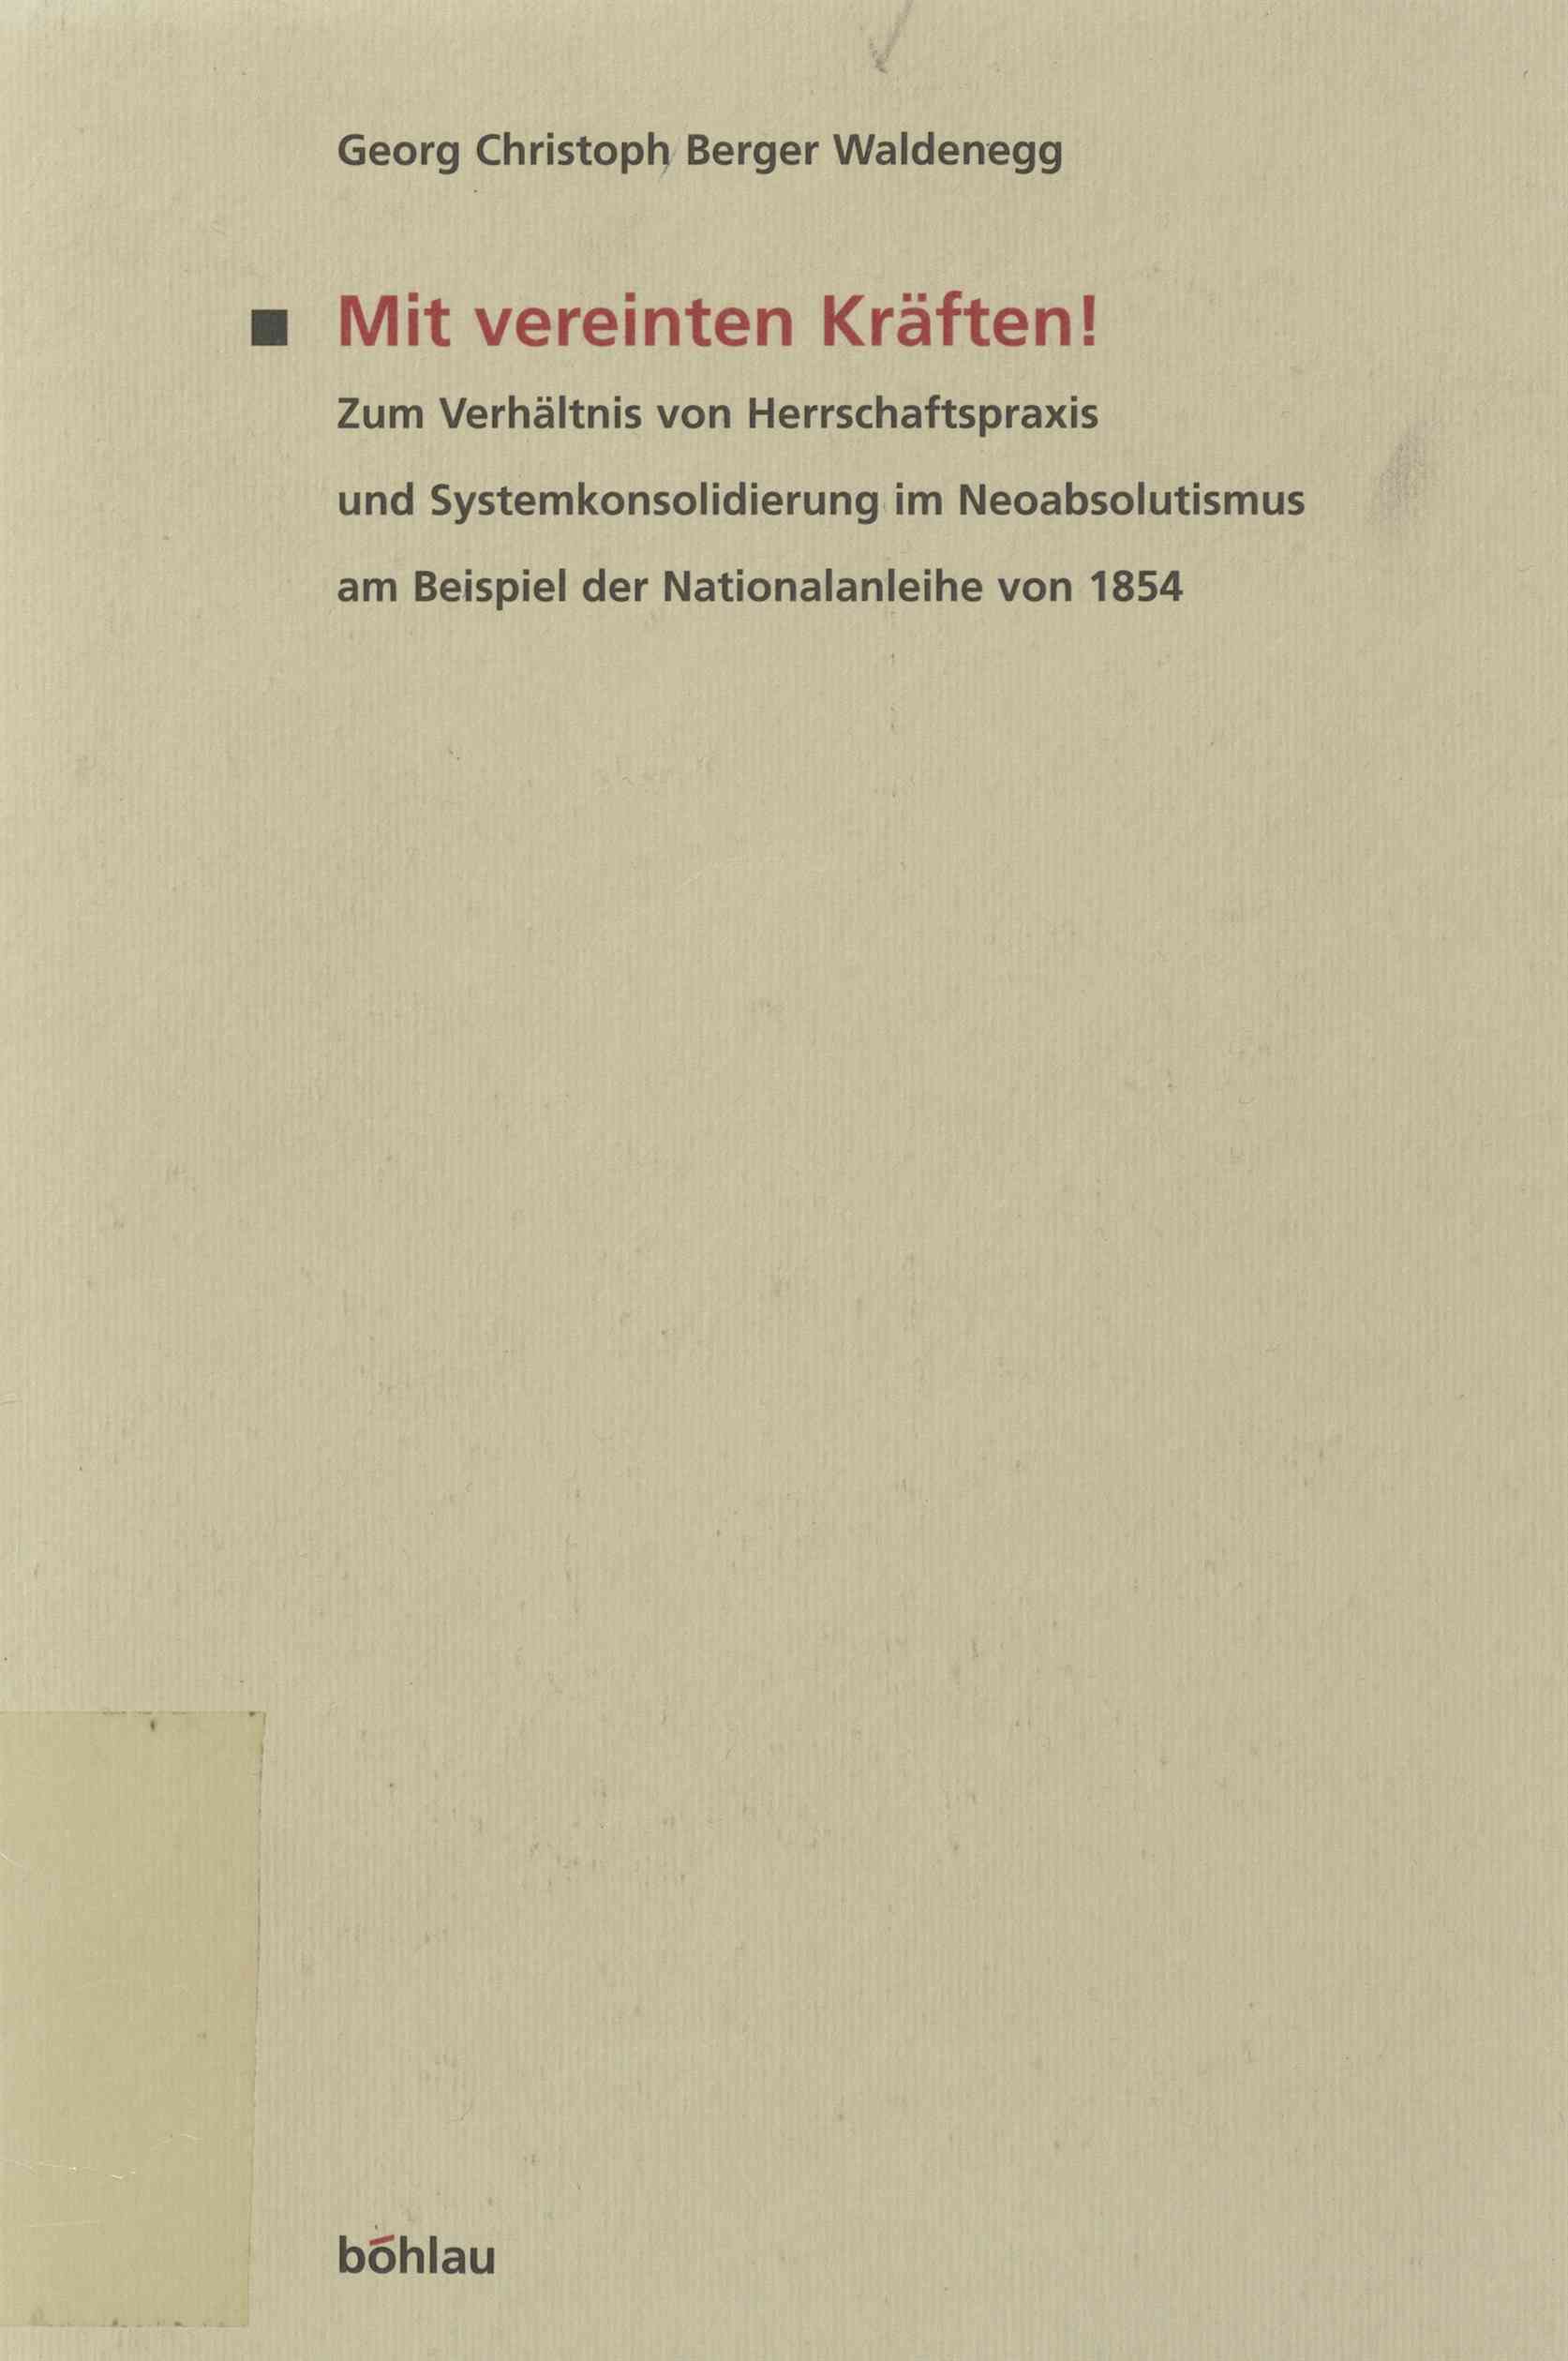 Georg Christoph Berger Waldenegg
Mit vereinten Kräften!
Zum Verhältnis von Herrschaftspraxis
und Systemkonsolidierung im Neoabsolutismus
am Beispiel der Nationalanleihe von 1854
böhlau